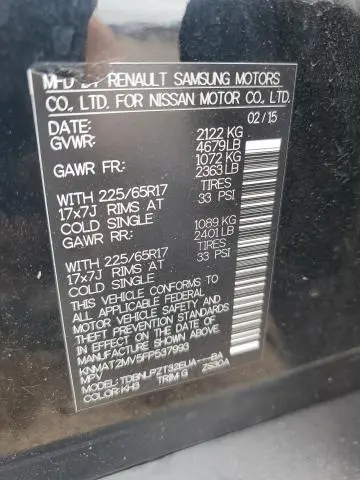 MFD BY RENAULT SAMSUNG MOTORS
CO., LTD. FOR NISSAN MOTOR CO., LTD.
DATE: 02/15
GVWR: 2122 KG
4679LB
GAWR FR: 1072 KG
2363LB
WITH 225/65R17 TIRES
17x7J RIMS AT 33 PSI
COLD SINGLE
GAWR RR: 1089 KG
2401LB
WITH 225/65R17 TIRES
17x7J RIMS AT 33 PSI
COLD SINGLE
THIS VEHICLE CONFORMS TO
ALL APPLICABLE U.S. FEDERAL
MOTOR VEHICLE SAFETY AND
THEFT PREVENTION STANDARDS
IN EFFECT ON THE DATE OF
MANUFACTURE SHOWN ABOVE.
KNMAT2MV5FP537993
MPV
MODEL: TDBNLPZT32EUA---BA
COLOR: KH3 TRIM: G ZS30A